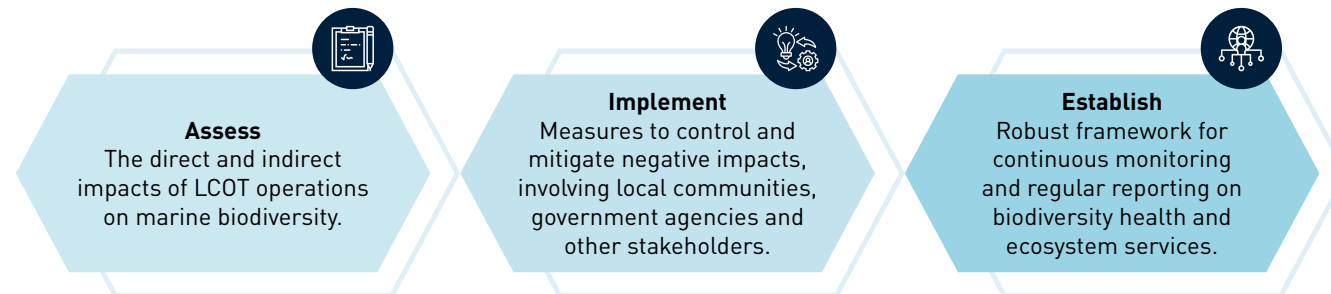 Assess
The direct and indirect
impacts of LCOT operations
on marine biodiversity.
Implement
Measures to control and
mitigate negative impacts,
involving local communities,
government agencies and
other stakeholders.
Establish
Robust framework for
continuous monitoring
and regular reporting on
biodiversity health and
ecosystem services.